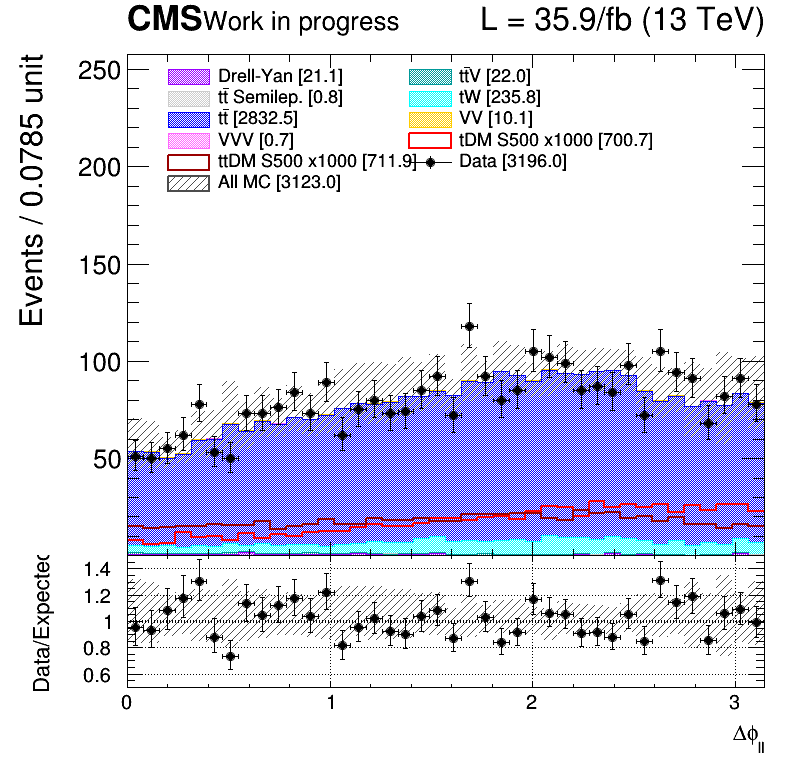 CMS Work in progress L = 35.9/fb (13 TeV)
Events / 0.0785 unit
250
200
150
100
50
Drell-Yan [21.1]
tt̄ Semilep. [0.8]
tt̄ [2832.5]
VVV [0.7]
ttDM S500 x1000 [711.9]
All MC [3123.0]
tt̄V [22.0]
tW [235.8]
VV [10.1]
tDM S500 x1000 [700.7]
Data [3196.0]
Data/Expected
1.4
1.2
1
0.8
0.6
0 1 2 3
Δϕll